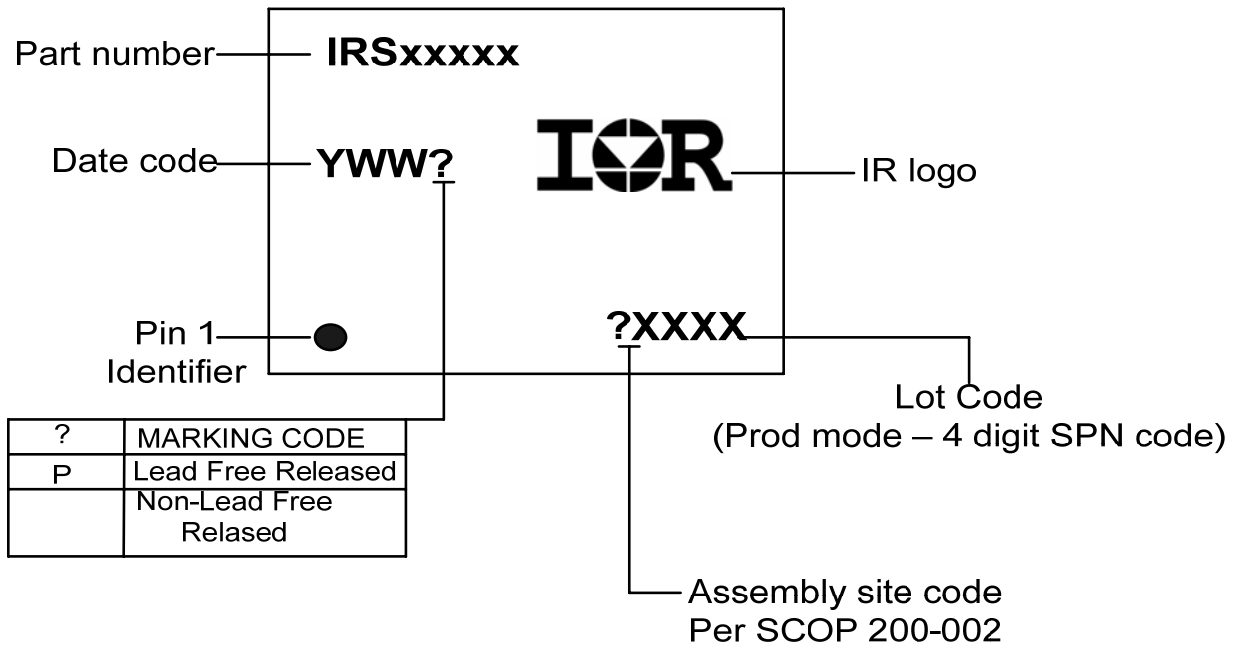 Part number
IRSxxxxx
Date code
YWW?
IOR
IR logo
Pin 1
Identifier
?XXXX
Lot Code
(Prod mode – 4 digit SPN code)
? MARKING CODE
P Lead Free Released
Non-Lead Free
Relased
Assembly site code
Per SCOP 200-002